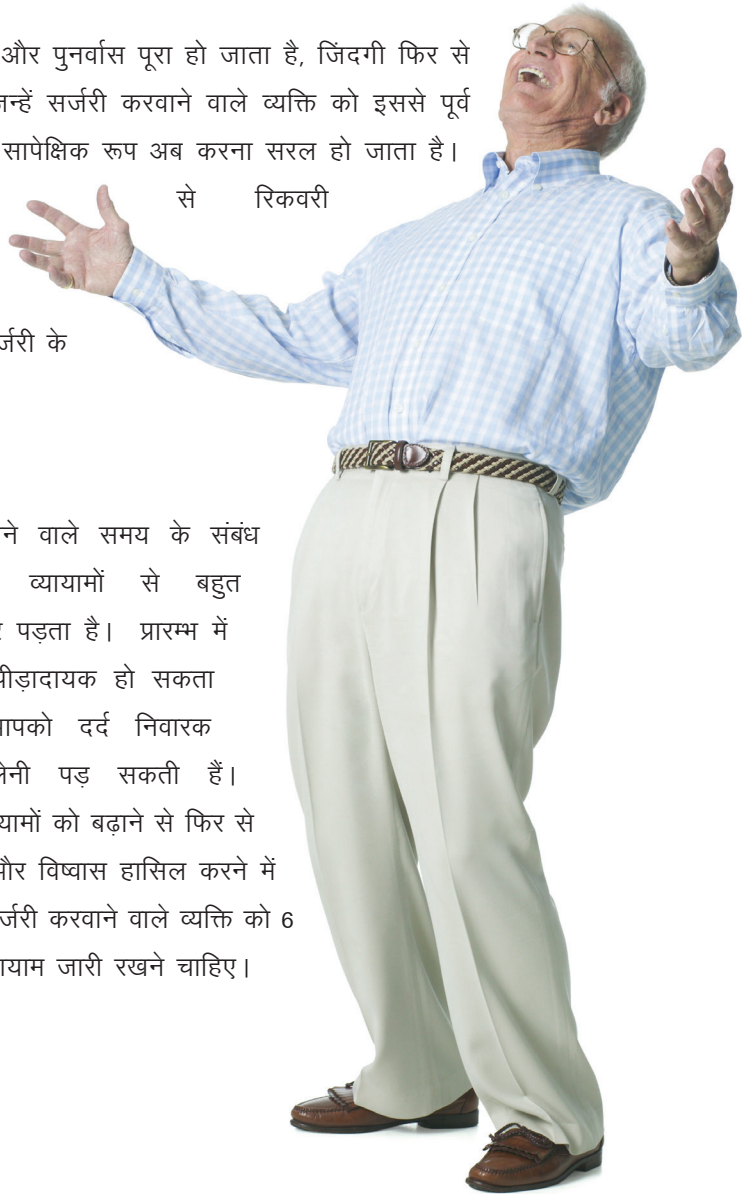 और पुनर्वास पूरा हो जाता है, जिंदगी फिर से
न्हें सर्जरी करवाने वाले व्यक्ति को इससे पूर्व
सापेक्षिक रूप अब करना सरल हो जाता है।
से रिकवरी
र्जरी के
ने वाले समय के संबंध
व्यायामों से बहुत
पड़ता है। प्रारम्भ में
पीड़ादायक हो सकता
आपको दर्द निवारक
लेनी पड़ सकती हैं।
यामों को बढ़ाने से फिर से
और विष्वास हासिल करने में
र्जरी करवाने वाले व्यक्ति को 6
यायाम जारी रखने चाहिए।